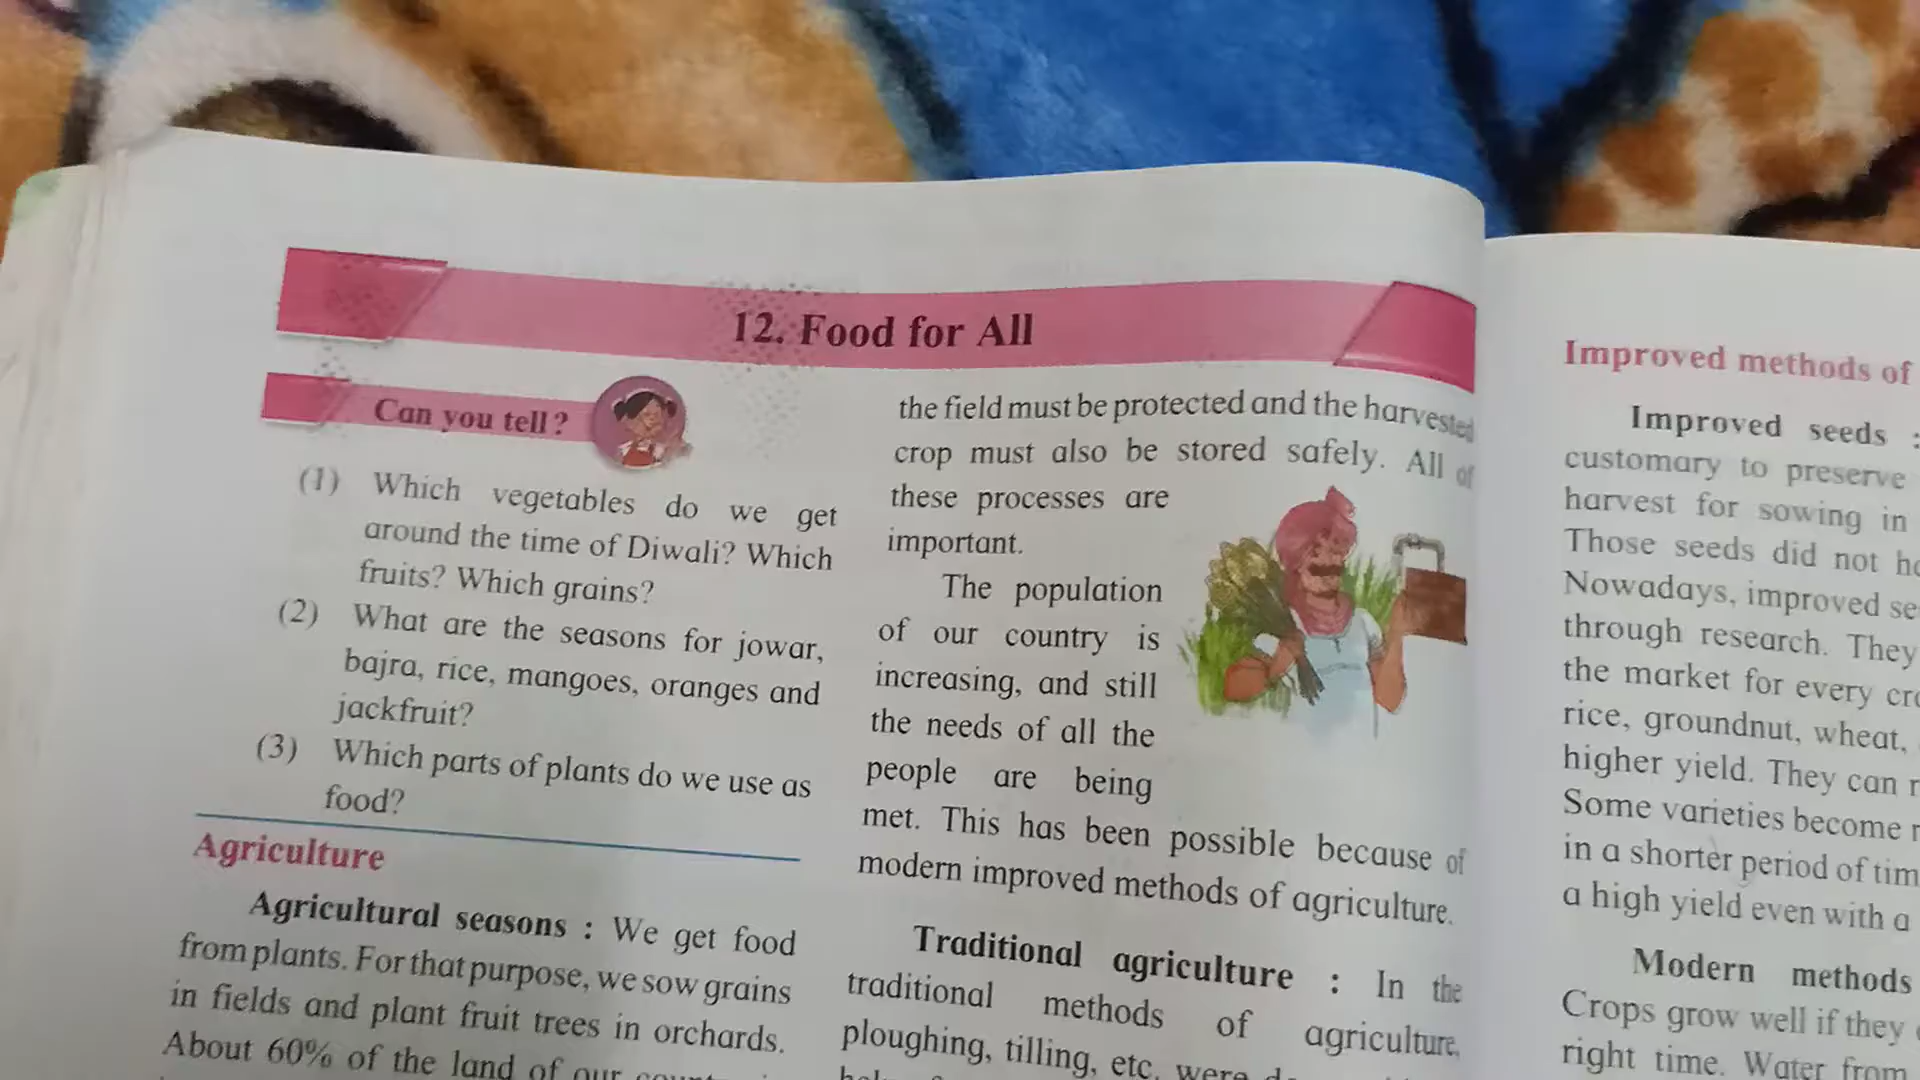 12. Food for All
Can you tell?
(1) Which vegetables do we get
around the time of Diwali? Which
fruits? Which grains?
(2) What are the seasons for jowar,
bajra, rice, mangoes, oranges and
jackfruit?
(3) Which parts of plants do we use as
food?
Agriculture
Agricultural seasons : We get food
from plants. For that purpose, we sow grains
in fields and plant fruit trees in orchards.
About 60% of the land of our
the field must be protected and the harvested
crop must also be stored safely. All of
these processes are
important.
The population
of our country is
increasing, and still
the needs of all the
people are being
met. This has been possible because of
modern improved methods of agriculture.
Traditional agriculture : In the
traditional methods of agriculture,
ploughing, tilling, etc. were
Improved methods of
Improved seeds :
customary to preserve
harvest for sowing in
Those seeds did not
Nowadays, improved
through research. They
the market for every
rice, groundnut, wheat,
higher yield. They can
Some varieties become
in a shorter period of
a high yield even with a
Modern methods
Crops grow well if they
right time. Water from